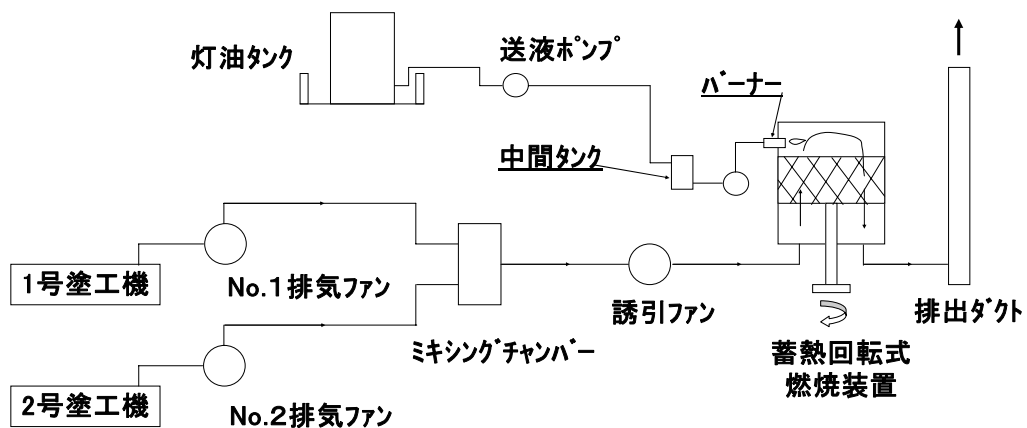 灯油タンク
送液ポンプ
バーナー
中間タンク
1号塗工機
No.1排気ファン
ミキシングチャンバー
誘引ファン
排出ダクト
蓄熱回転式
燃焼装置
2号塗工機
No.2排気ファン